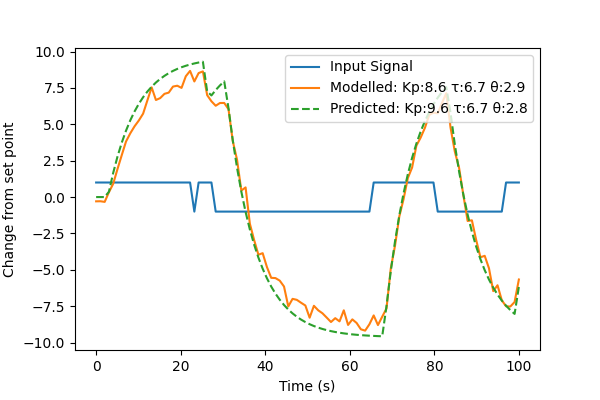 10.0
7.5
5.0
2.5
0.0
−2.5
−5.0
−7.5
−10.0
Change from set point
Input Signal
Modelled: Kp:8.6 τ:6.7 θ:2.9
Predicted: Kp:9.6 τ:6.7 θ:2.8
0 20 40 60 80 100
Time (s)